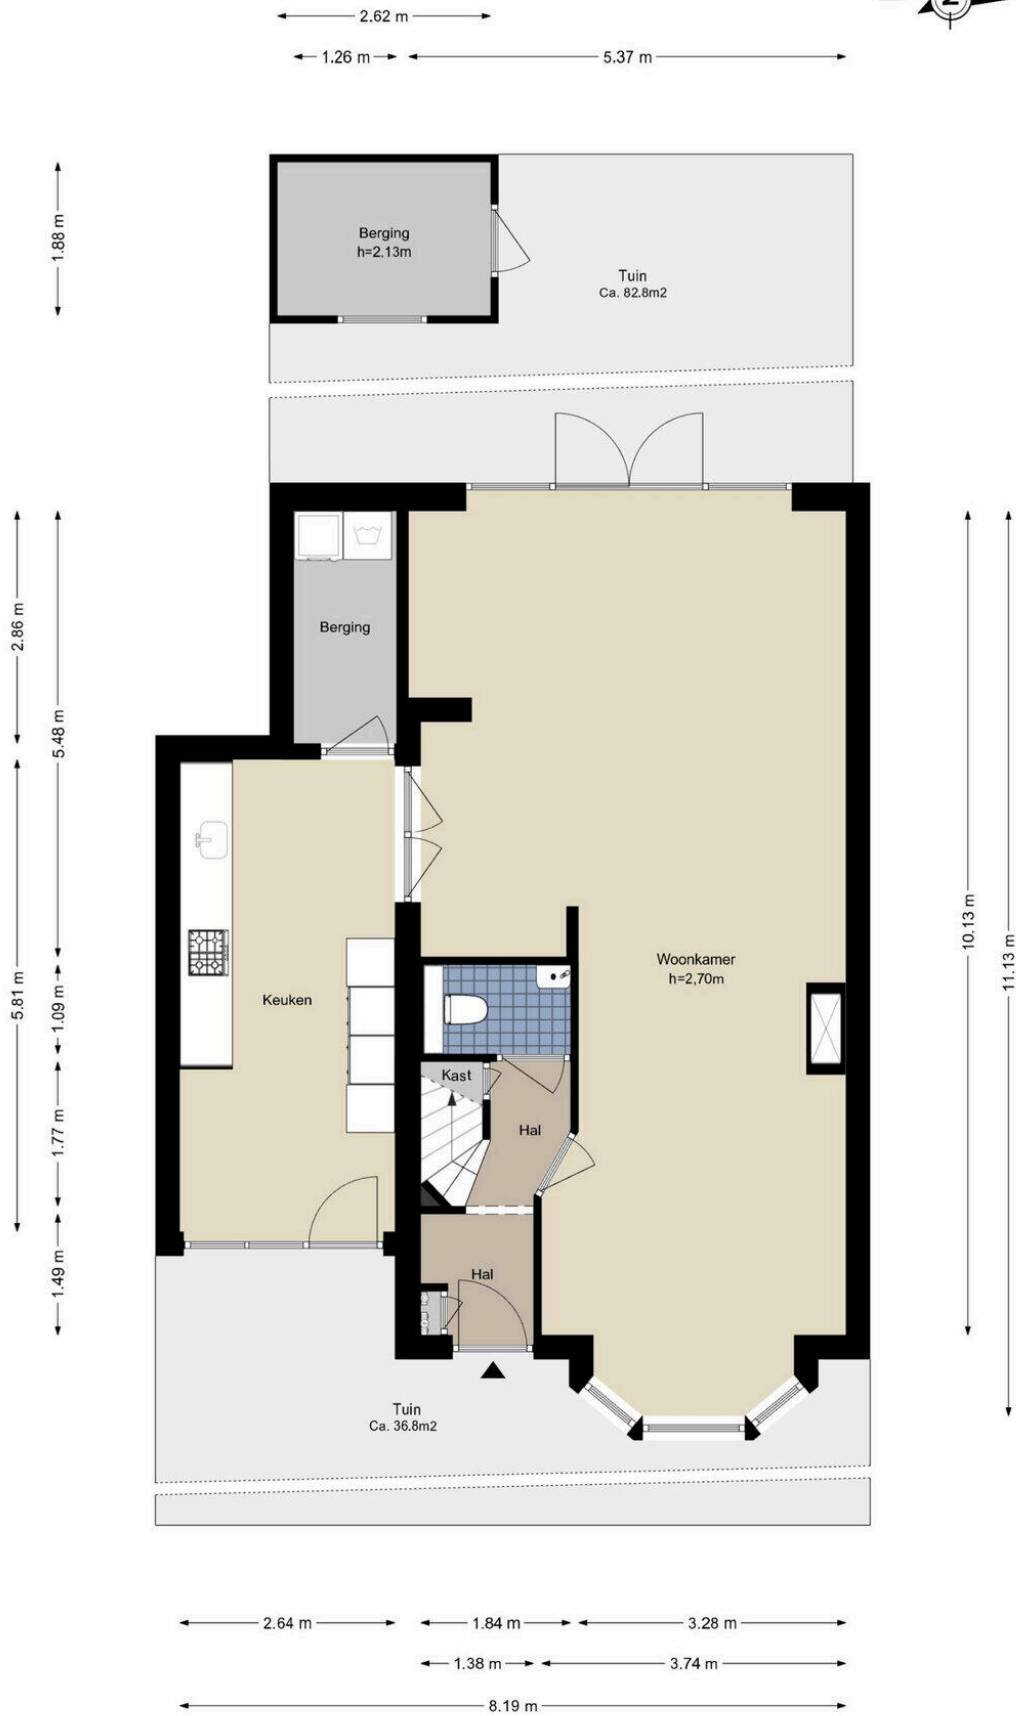 2.62 m
1.26 m
5.37 m
1.88 m
Berging
h=2,13m
Tuin
Ca. 82.8m2
2.86 m
5.48 m
Berging
10.13 m
11.13 m
5.81 m
1.09 m
Keuken
Woonkamer
h=2,70m
Kast
1.77 m
Hal
1.49 m
Hal
Tuin
Ca. 36.8m2
2.64 m
1.84 m
3.28 m
1.38 m
3.74 m
8.19 m